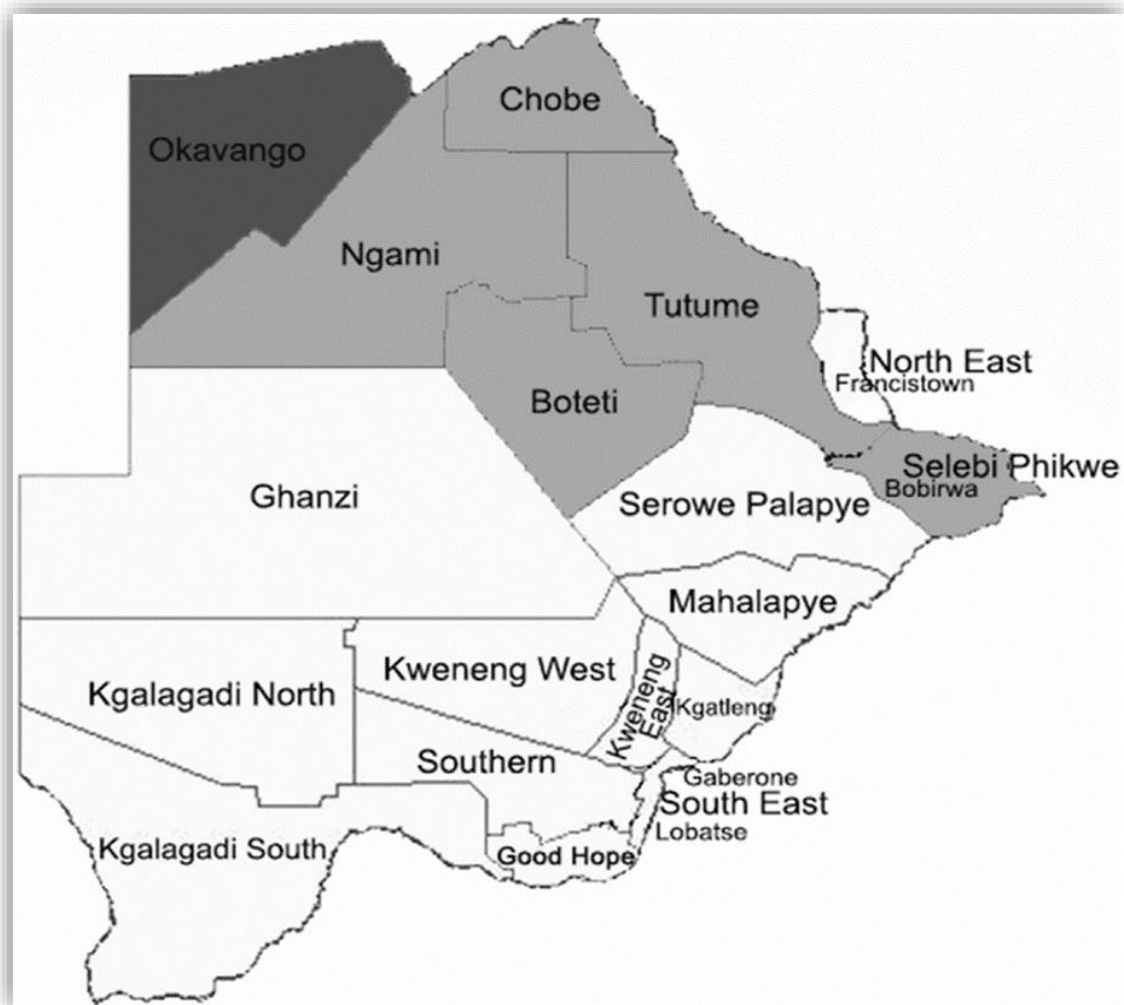 Chobe
Okavango
Ngami
Tutume
North East
Francistown
Boteti
Selebi Phikwe
Bobirwa
Ghanzi
Serowe Palapye
Mahalapye
Kweneng West
Kgalagadi North
Kweneng
East
Kgatleng
Southern
Gaberone
South East
Lobatse
Kgalagadi South
Good Hope